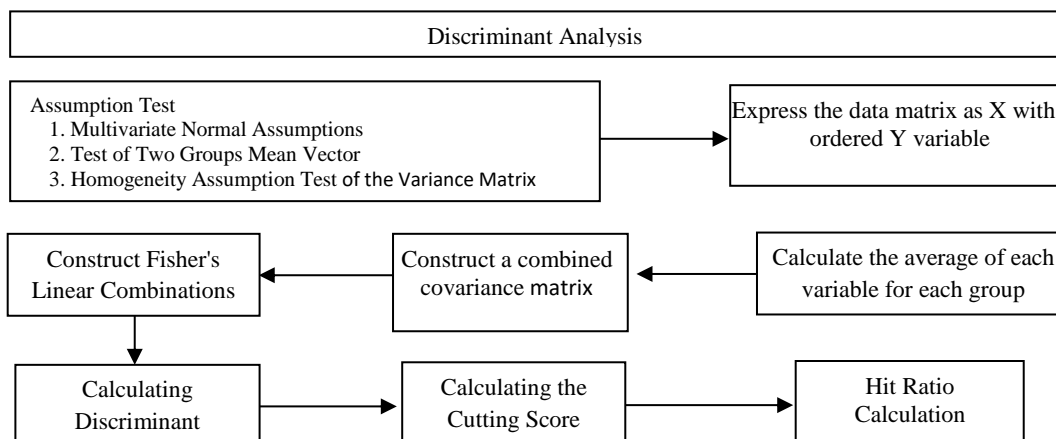 Discriminant Analysis
Assumption Test
1. Multivariate Normal Assumptions
2. Test of Two Groups Mean Vector
3. Homogeneity Assumption Test of the Variance Matrix
Express the data matrix as X with
ordered Y variable
Construct Fisher's
Linear Combinations
Construct a combined
covariance matrix
Calculate the average of each
variable for each group
Calculating
Discriminant
Calculating the
Cutting Score
Hit Ratio
Calculation